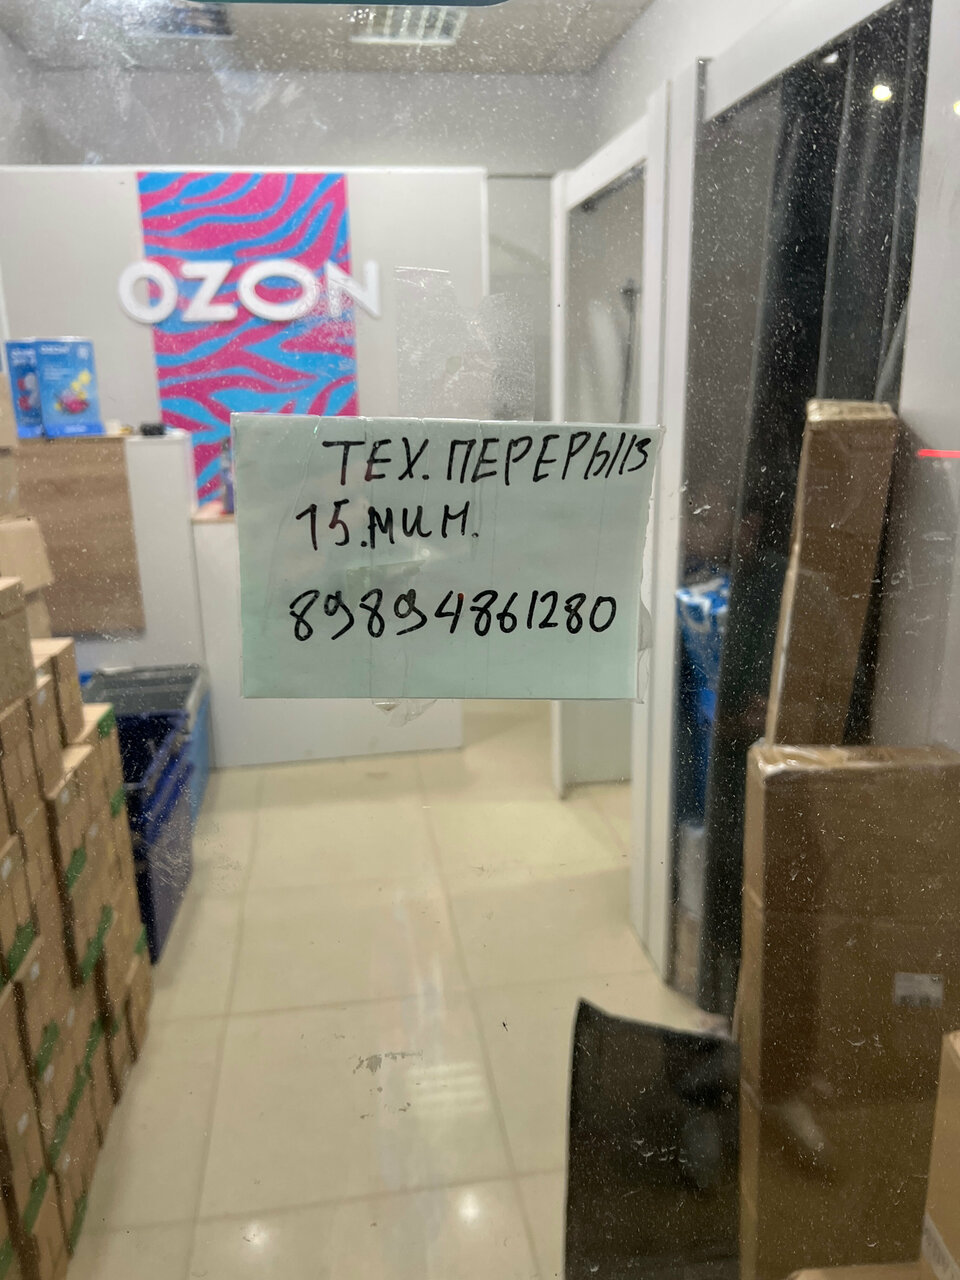 OZON
ТЕХ. ПЕРЕРЫВ
15.МИН.
89894861280